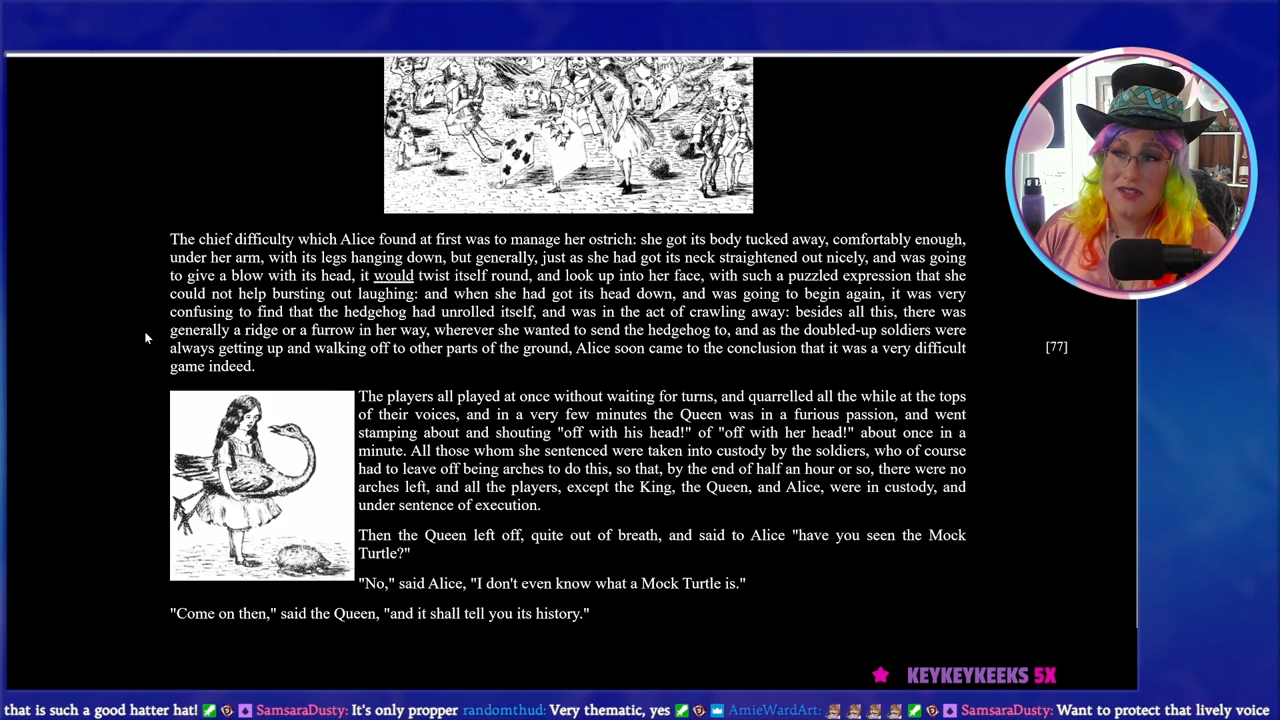 The chief difficulty which Alice found at first was to manage her ostrich: she got its body tucked away, comfortably enough,
under her arm, with its legs hanging down, but generally, just as she had got its neck straightened out nicely, and was going
to give a blow with its head, it would twist itself round, and look up into her face, with such a puzzled expression that she
could not help bursting out laughing: and when she had got its head down, and was going to begin again, it was very
confusing to find that the hedgehog had unrolled itself, and was in the act of crawling away: besides all this, there was
generally a ridge or a furrow in her way, wherever she wanted to send the hedgehog to, and as the doubled-up soldiers were
always getting up and walking off to other parts of the ground, Alice soon came to the conclusion that it was a very difficult
[77]
game indeed.
The players all played at once without waiting for turns, and quarrelled all the while at the tops
of their voices, and in a very few minutes the Queen was in a furious passion, and went
stamping about and shouting "off with his head!" of "off with her head!" about once in a
minute. All those whom she sentenced were taken into custody by the soldiers, who of course
had to leave off being arches to do this, so that, by the end of half an hour or so, there were no
arches left, and all the players, except the King, the Queen, and Alice, were in custody, and
under sentence of execution.
Then the Queen left off, quite out of breath, and said to Alice "have you seen the Mock
Turtle?"
"No," said Alice, "I don't even know what a Mock Turtle is."
"Come on then," said the Queen, "and it shall tell you its history."
KEYKEYKEEKS 5X
that is such a good hatter hat! SamsaraDusty: It's only propper randomthud: Very thematic, yes AmieWardArt: SamsaraDusty: Want to protect that lively voice